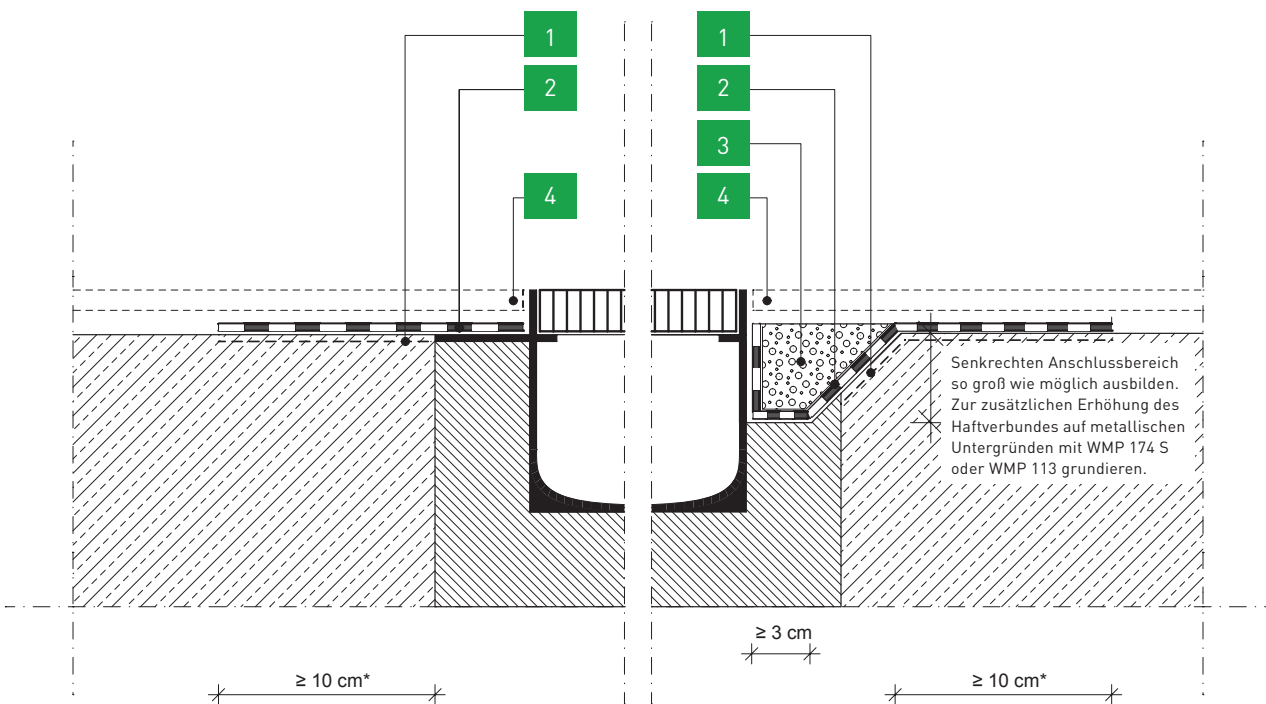 1
1
2
2
3
4
4
Senkrechten Anschlussbereich
so groß wie möglich ausbilden.
Zur zusätzlichen Erhöhung des
Haftverbundes auf metallischen
Untergründen mit WMP 174 S
oder WMP 113 grundieren.
≥ 3 cm
≥ 10 cm*
≥ 10 cm*